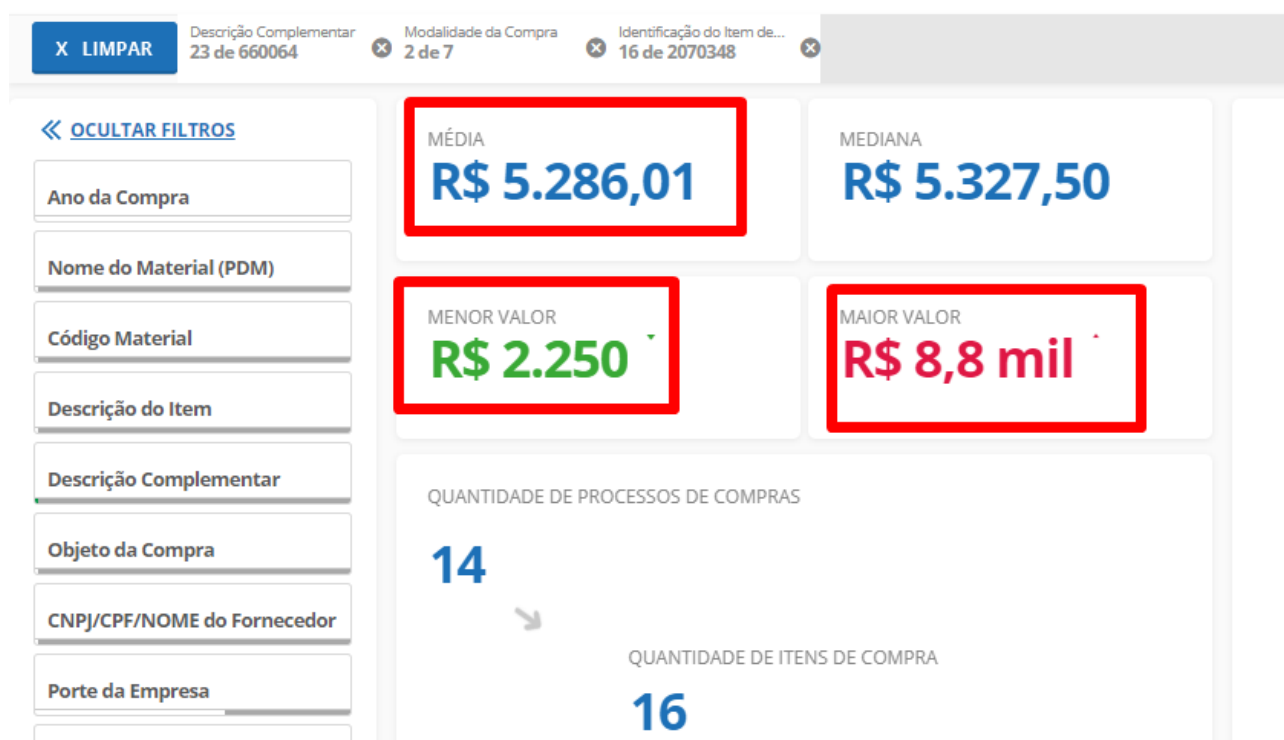 X LIMPAR
Descrição Complementar
23 de 660064
Modalidade da Compra
2 de 7
Identificação do Item de...
16 de 2070348
OCULTAR FILTROS
Ano da Compra
Nome do Material (PDM)
Código Material
Descrição do Item
Descrição Complementar
Objeto da Compra
CNPJ/CPF/NOME do Fornecedor
Porte da Empresa
MÉDIA
R$ 5.286,01
MEDIANA
R$ 5.327,50
MENOR VALOR
R$ 2.250
MAIOR VALOR
R$ 8,8 mil
QUANTIDADE DE PROCESSOS DE COMPRAS
14
QUANTIDADE DE ITENS DE COMPRA
16